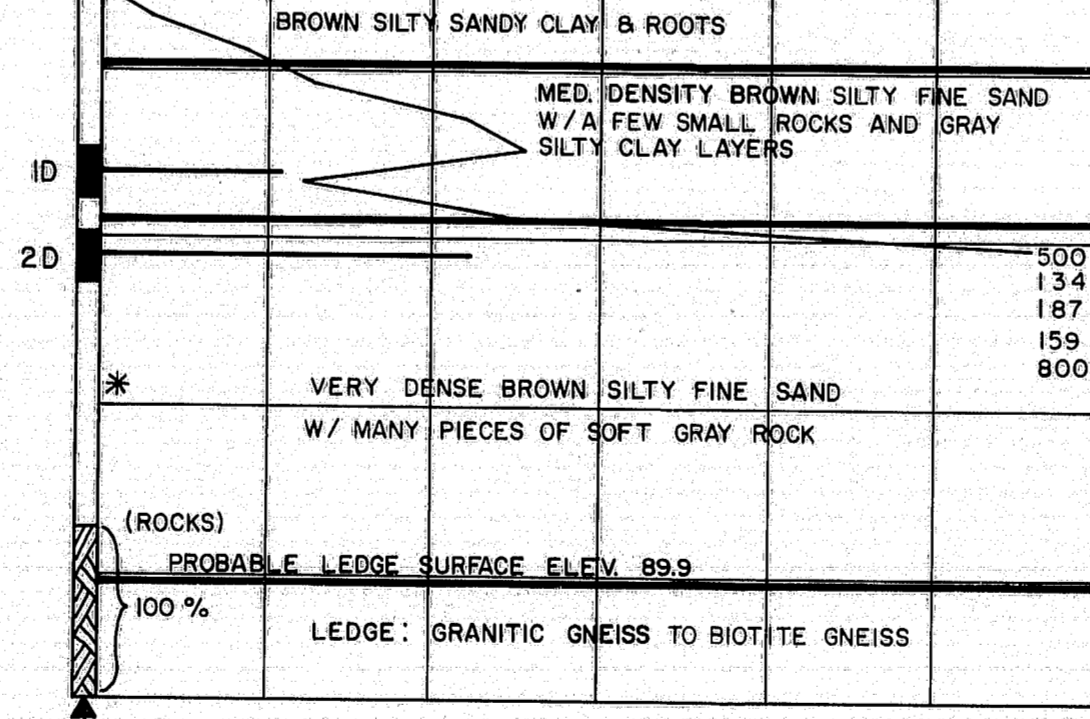 BROWN SILTY SANDY CLAY & ROOTS
MED. DENSITY BROWN SILTY FINE SAND
W/A FEW SMALL ROCKS AND GRAY
SILTY CLAY LAYERS
1D
2D
500
134
187
159
800
*
VERY DENSE BROWN SILTY FINE SAND
W/ MANY PIECES OF SOFT GRAY ROCK
(ROCKS)
PROBABLE LEDGE SURFACE ELEV. 89.9
100 %
LEDGE: GRANITIC GNEISS TO BIOTITE GNEISS